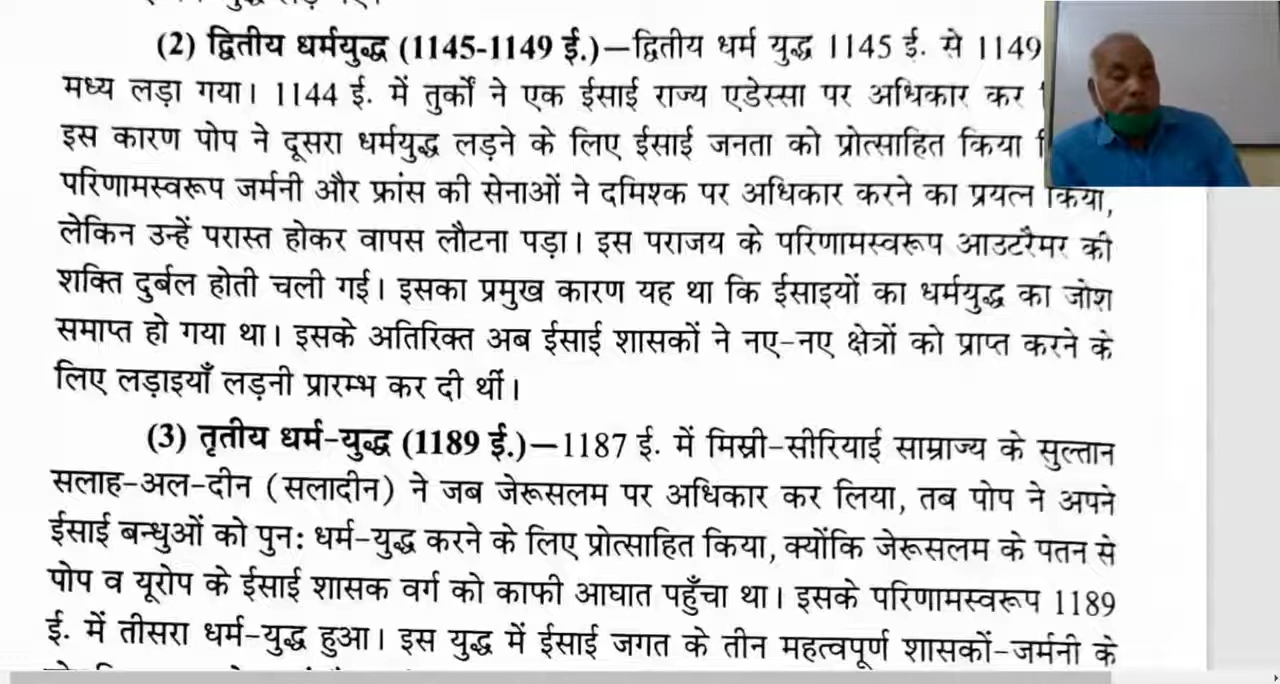 (2) द्वितीय धर्मयुद्ध (1145-1149 ई.)–द्वितीय धर्म युद्ध 1145 ई. से 1149
मध्य लड़ा गया। 1144 ई. में तुर्कों ने एक ईसाई राज्य एडेस्सा पर अधिकार कर
इस कारण पोप ने दूसरा धर्मयुद्ध लड़ने के लिए ईसाई जनता को प्रोत्साहित किया
परिणामस्वरूप जर्मनी और फ्रांस की सेनाओं ने दमिश्क पर अधिकार करने का प्रयत्न किया,
लेकिन उन्हें परास्त होकर वापस लौटना पड़ा। इस पराजय के परिणामस्वरूप आउटरैमर की
शक्ति दुर्बल होती चली गई। इसका प्रमुख कारण यह था कि ईसाइयों का धर्मयुद्ध का जोश
समाप्त हो गया था। इसके अतिरिक्त अब ईसाई शासकों ने नए-नए क्षेत्रों को प्राप्त करने के
लिए लड़ाइयाँ लड़नी प्रारम्भ कर दी थीं।
(3) तृतीय धर्म-युद्ध (1189 ई.)–1187 ई. में मिस्री-सीरियाई साम्राज्य के सुल्तान
सलाह-अल-दीन (सलादीन) ने जब जेरूसलम पर अधिकार कर लिया, तब पोप ने अपने
ईसाई बन्धुओं को पुन: धर्म-युद्ध करने के लिए प्रोत्साहित किया, क्योंकि जेरूसलम के पतन से
पोप व यूरोप के ईसाई शासक वर्ग को काफी आघात पहुँचा था। इसके परिणामस्वरूप 1189
ई. में तीसरा धर्म-युद्ध हुआ। इस युद्ध में ईसाई जगत के तीन महत्वपूर्ण शासकों-जर्मनी के